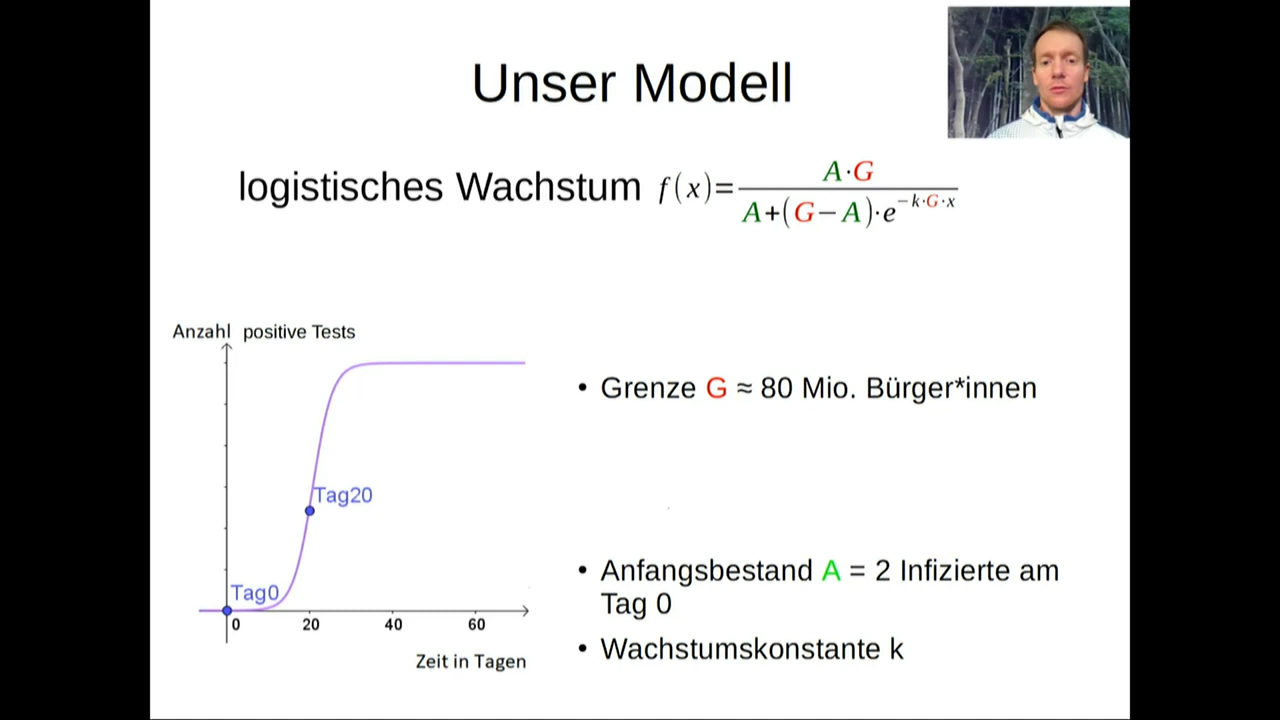 Unser Modell
logistisches Wachstum f(x)=A·G/(A+(G−A)·e^(−k·G·x))
Anzahl positive Tests
Tag20
Tag0
0 20 40 60
Zeit in Tagen
• Grenze G ≈ 80 Mio. Bürger*innen
• Anfangsbestand A = 2 Infizierte am
Tag 0
• Wachstumskonstante k